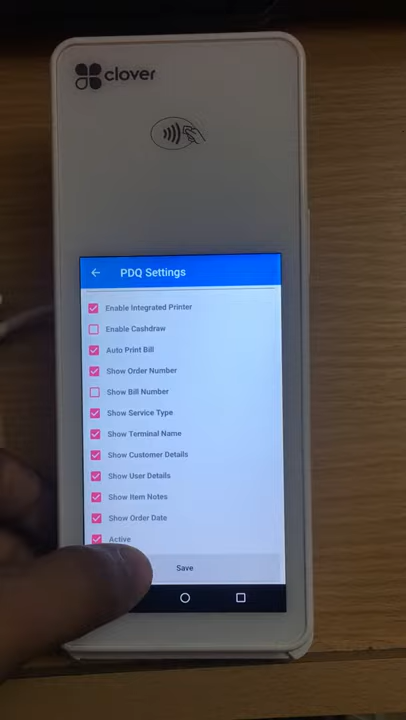 clover
PDQ Settings
Enable Integrated Printer
Enable Cashdraw
Auto Print Bill
Show Order Number
Show Bill Number
Show Service Type
Show Terminal Name
Show Customer Details
Show User Details
Show Item Notes
Show Order Date
Active
Save